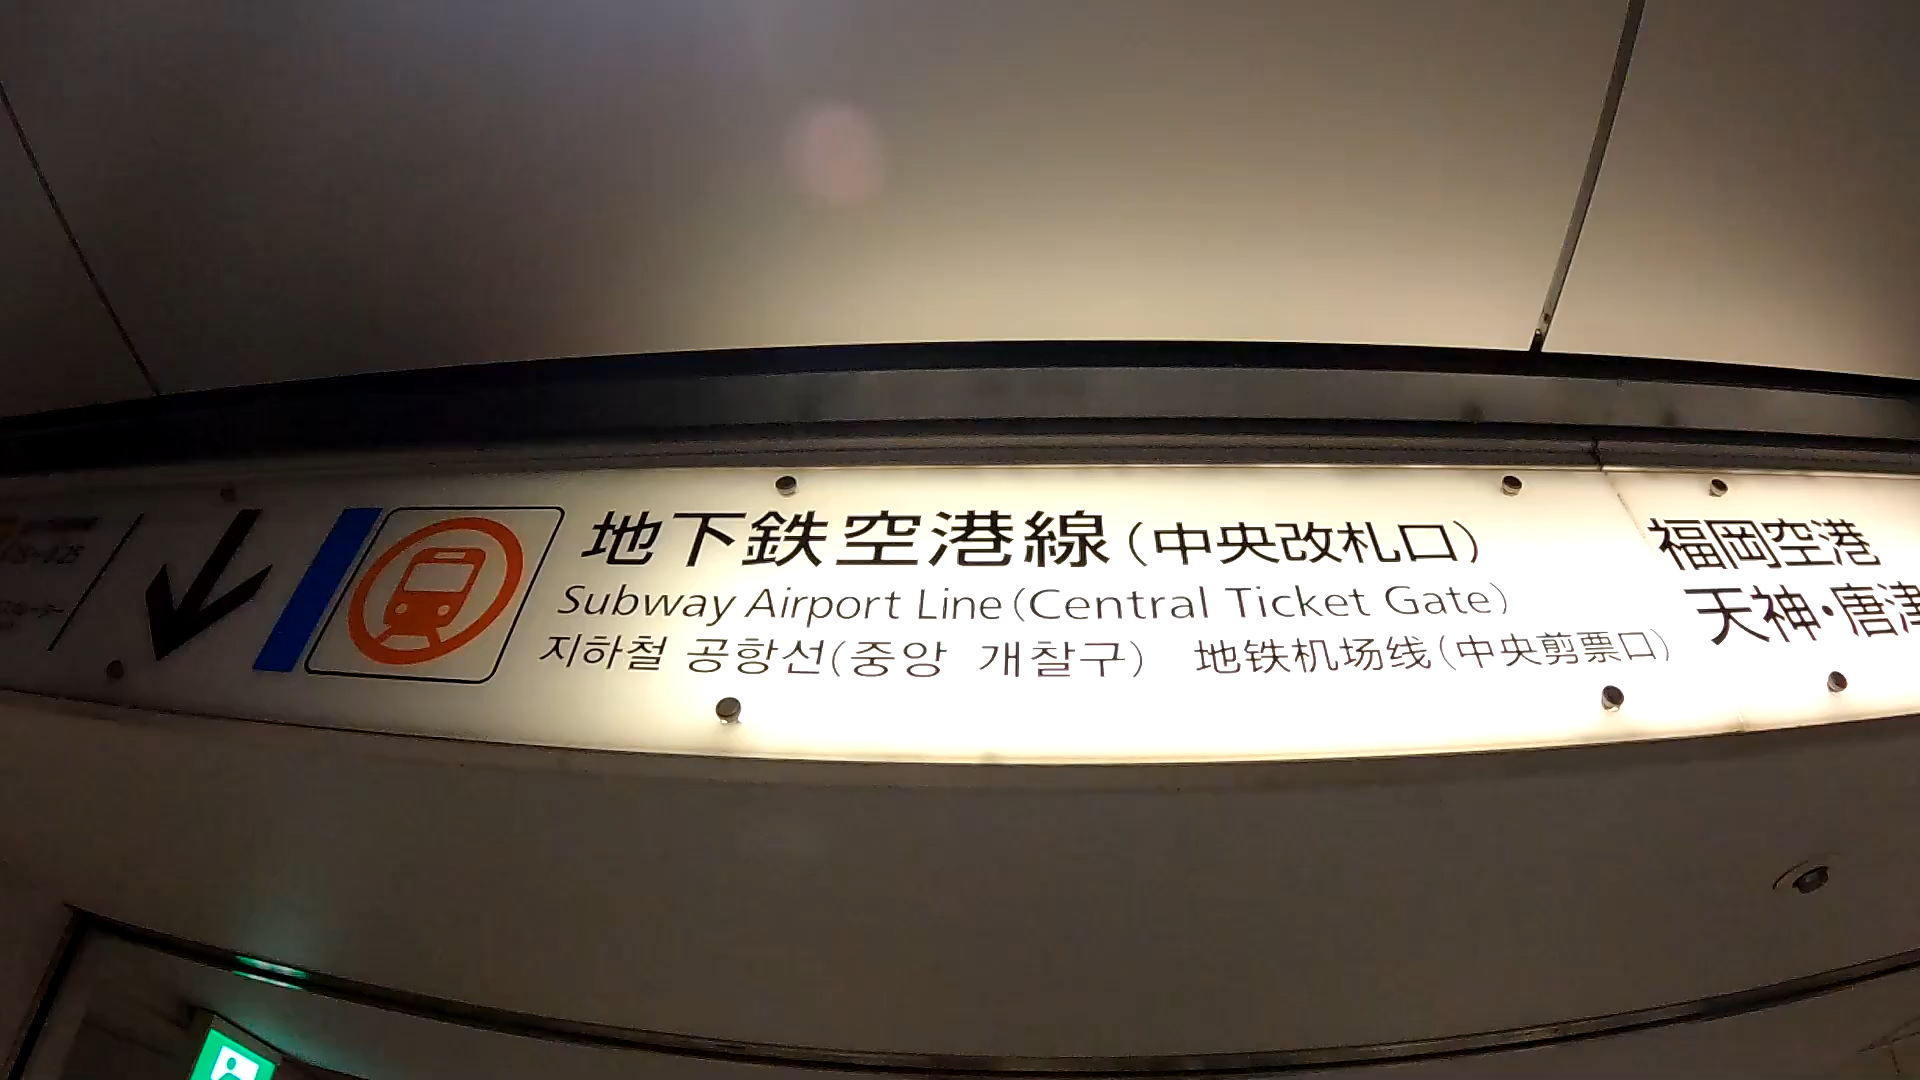 地下鉄空港線(中央改札口)
Subway Airport Line (Central Ticket Gate)
지하철 공항선(중앙 개찰구) 地铁机场线(中央剪票口)
福岡空港
天神・唐津